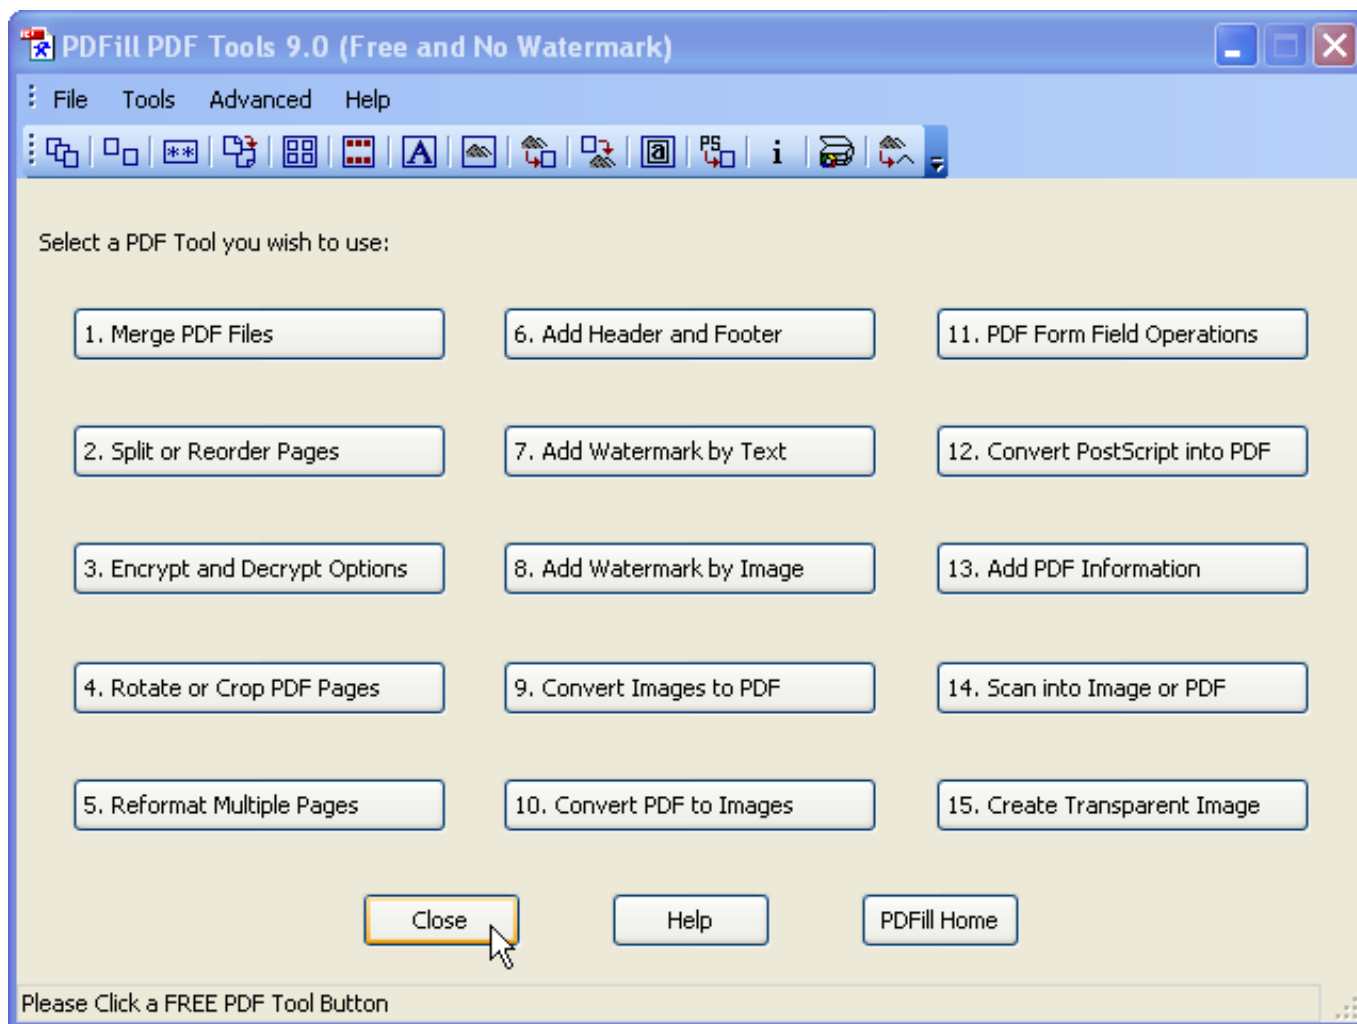 PDFill PDF Tools 9.0 (Free and No Watermark)
File Tools Advanced Help
** A a PS i
Select a PDF Tool you wish to use:
1. Merge PDF Files 6. Add Header and Footer 11. PDF Form Field Operations
2. Split or Reorder Pages 7. Add Watermark by Text 12. Convert PostScript into PDF
3. Encrypt and Decrypt Options 8. Add Watermark by Image 13. Add PDF Information
4. Rotate or Crop PDF Pages 9. Convert Images to PDF 14. Scan into Image or PDF
5. Reformat Multiple Pages 10. Convert PDF to Images 15. Create Transparent Image
Close Help PDFill Home
Please Click a FREE PDF Tool Button